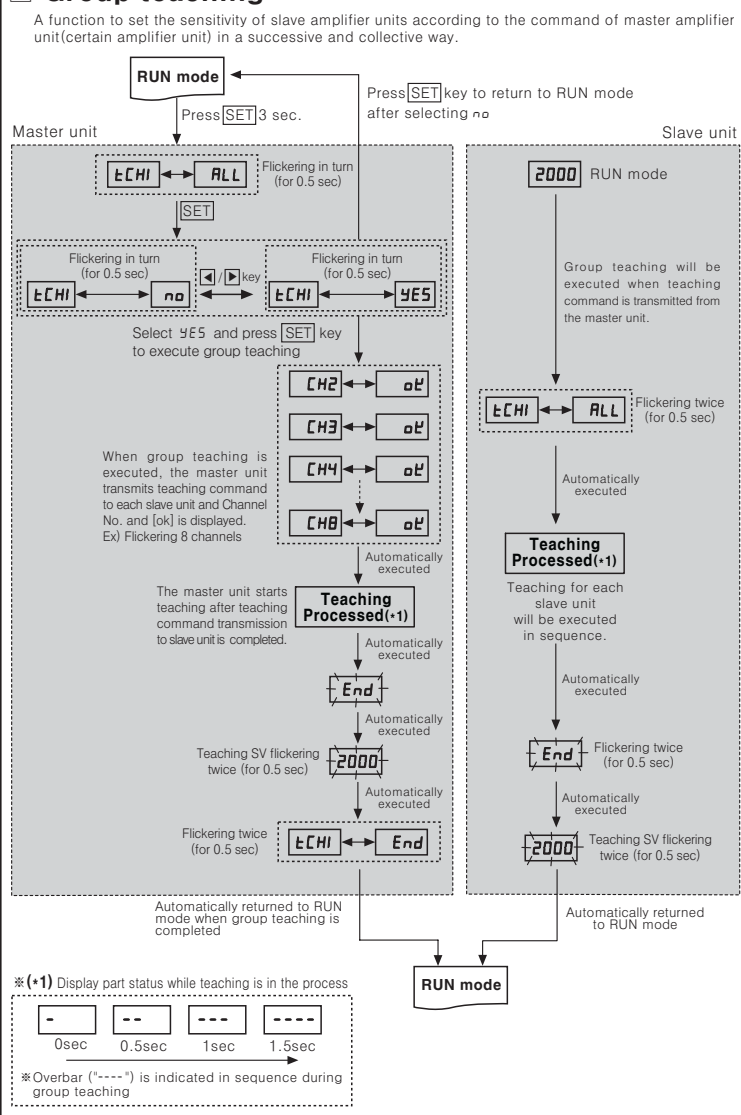 Group teaching
A function to set the sensitivity of slave amplifier units according to the command of master amplifier
unit(certain amplifier unit) in a successive and collective way.
RUN mode
Press SET key to return to RUN mode
after selecting no
Press SET 3 sec.
Master unit
Slave unit
tCH1
ALL
Flickering in turn
(for 0.5 sec)
2000
RUN mode
SET
Flickering in turn
(for 0.5 sec)
tCH1
no
◀/▶ key
Flickering in turn
(for 0.5 sec)
tCH1
YES
Group teaching will be
executed when teaching
command is transmitted from
the master unit.
Select YES and press SET key
to execute group teaching
CH2
ok
CH3
ok
CH4
ok
CH8
ok
When group teaching is
executed, the master unit
transmits teaching command
to each slave unit and Channel
No. and [ok] is displayed.
Ex) Flickering 8 channels
tCH1
ALL
Flickering twice
(for 0.5 sec)
Automatically
executed
Automatically
executed
The master unit starts
teaching after teaching
command transmission
to slave unit is completed.
Teaching
Processed(*1)
Teaching
Processed(*1)
Teaching for each
slave unit
will be executed
in sequence.
Automatically
executed
End
Automatically
executed
Automatically
executed
Teaching SV flickering
twice (for 0.5 sec)
2000
End
Flickering twice
(for 0.5 sec)
Automatically
executed
Automatically
executed
Flickering twice
(for 0.5 sec)
tCH1
End
2000
Teaching SV flickering
twice (for 0.5 sec)
Automatically returned to RUN
mode when group teaching is
completed
Automatically returned
to RUN mode
RUN mode
※(*1) Display part status while teaching is in the process
-
--
---
----
0sec
0.5sec
1sec
1.5sec
※Overbar ("----") is indicated in sequence during
group teaching